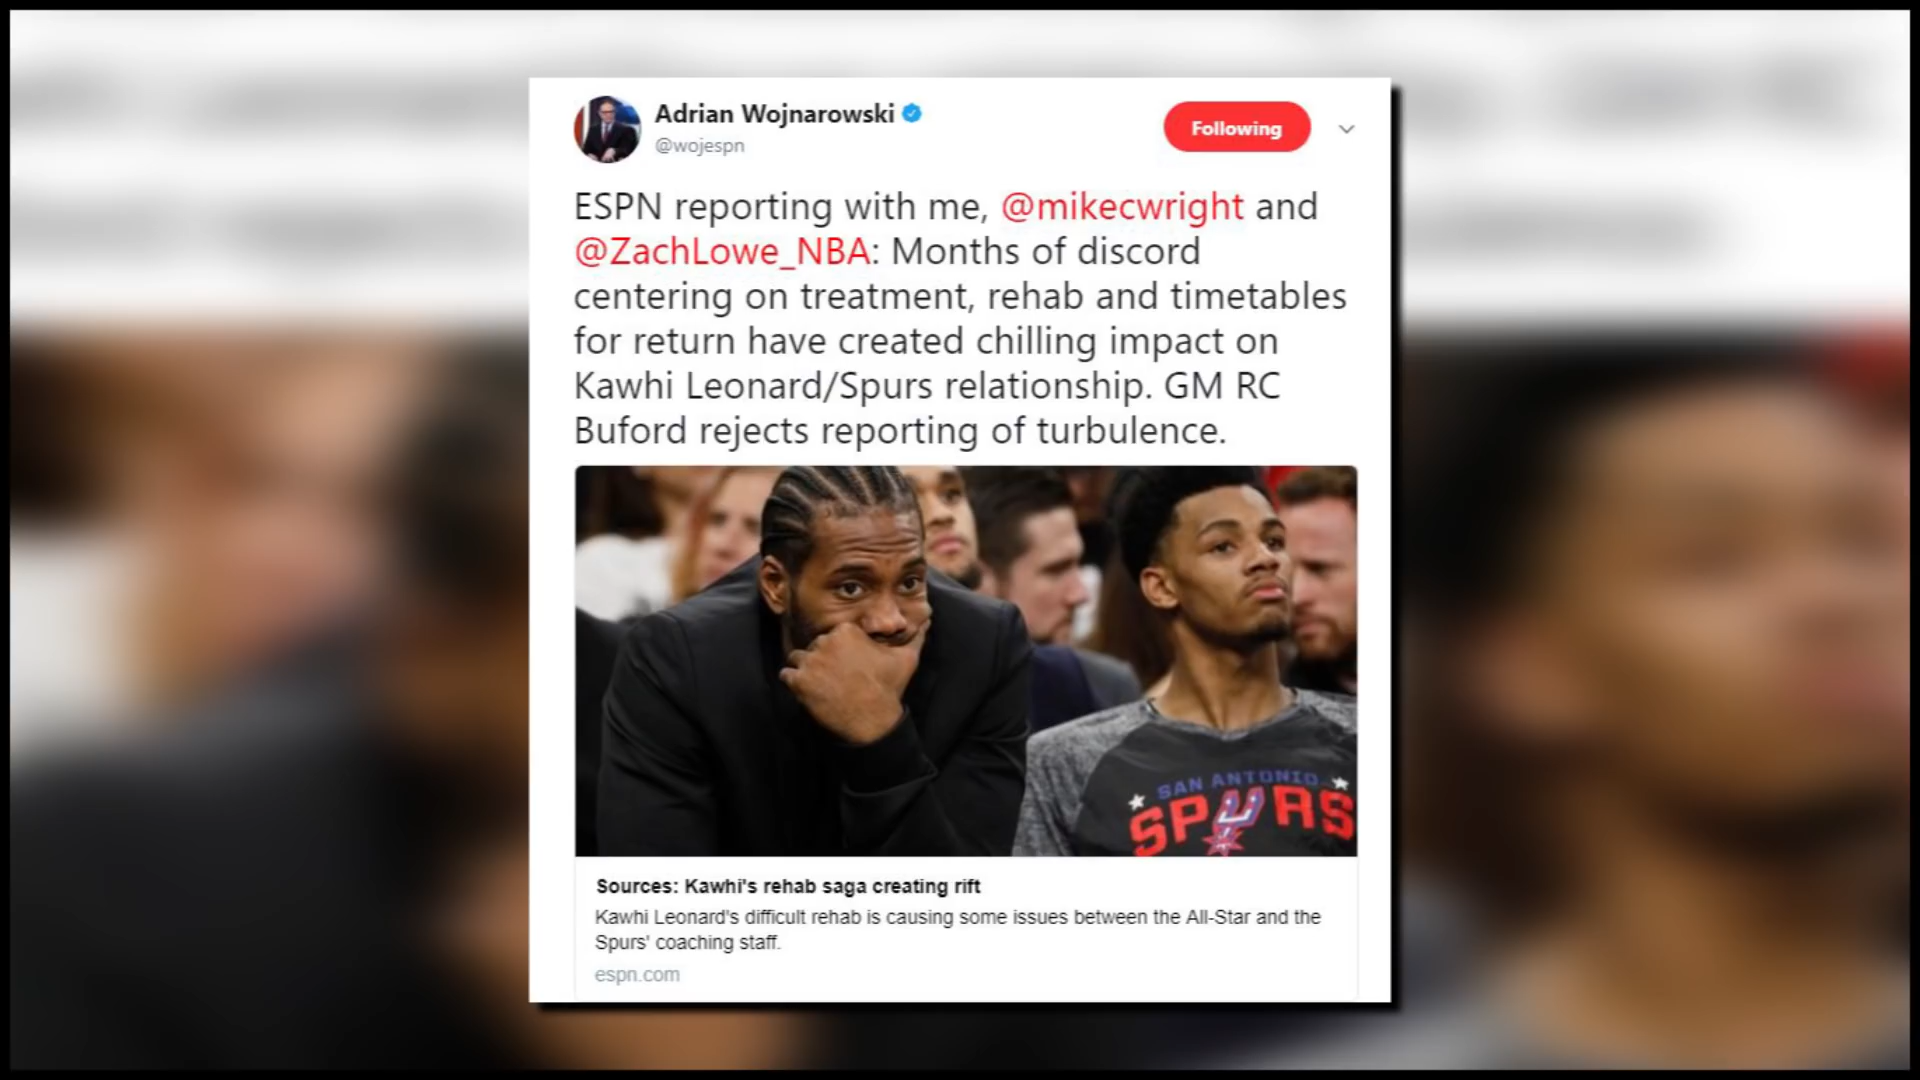 Adrian Wojnarowski
@wojespn
Following
ESPN reporting with me, @mikecwright and
@ZachLowe_NBA: Months of discord
centering on treatment, rehab and timetables
for return have created chilling impact on
Kawhi Leonard/Spurs relationship. GM RC
Buford rejects reporting of turbulence.
SAN ANTONIO
SPURS
Sources: Kawhi's rehab saga creating rift
Kawhi Leonard's difficult rehab is causing some issues between the All-Star and the
Spurs' coaching staff.
espn.com